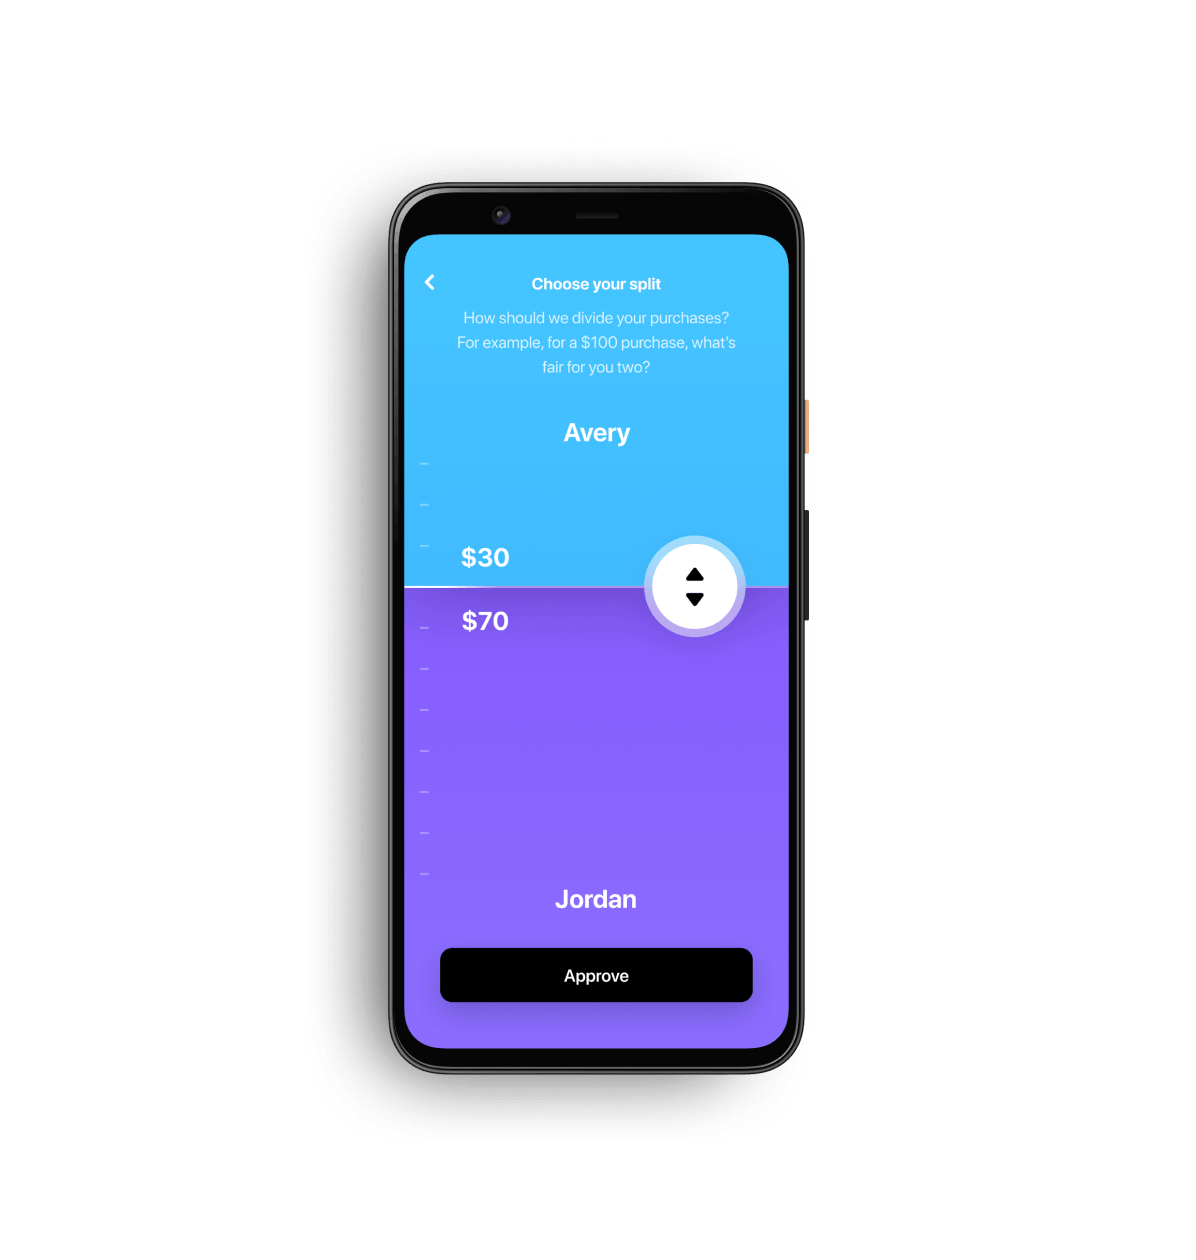 Choose your split
How should we divide your purchases?
For example, for a $100 purchase, what's
fair for you two?
Avery
$30
$70
Jordan
Approve